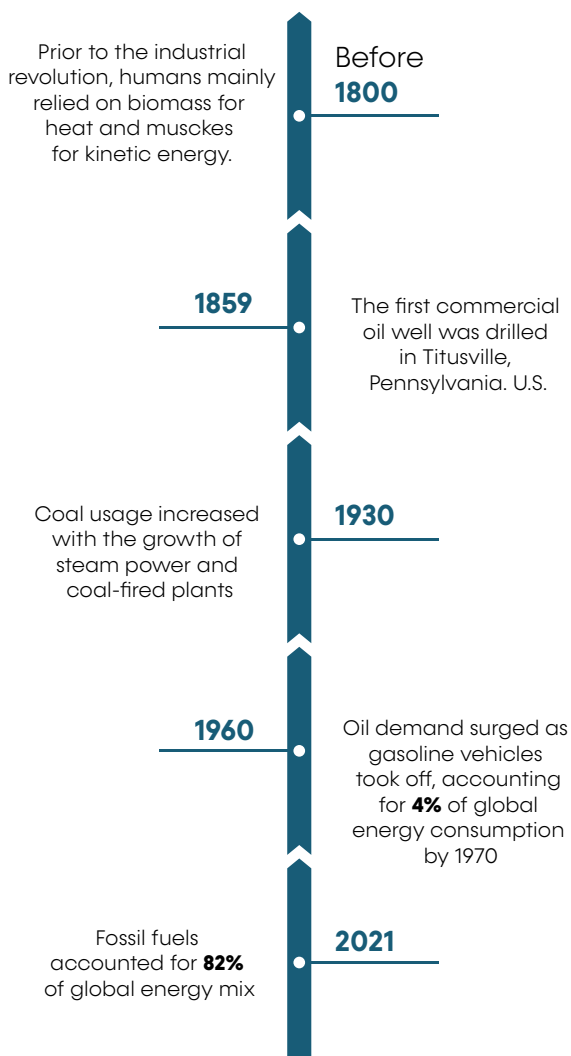 Before
1800
Prior to the industrial
revolution, humans mainly
relied on biomass for
heat and musckes
for kinetic energy.
1859
The first commercial
oil well was drilled
in Titusville,
Pennsylvania. U.S.
1930
Coal usage increased
with the growth of
steam power and
coal-fired plants
1960
Oil demand surged as
gasoline vehicles
took off, accounting
for 4% of global
energy consumption
by 1970
2021
Fossil fuels
accounted for 82%
of global energy mix